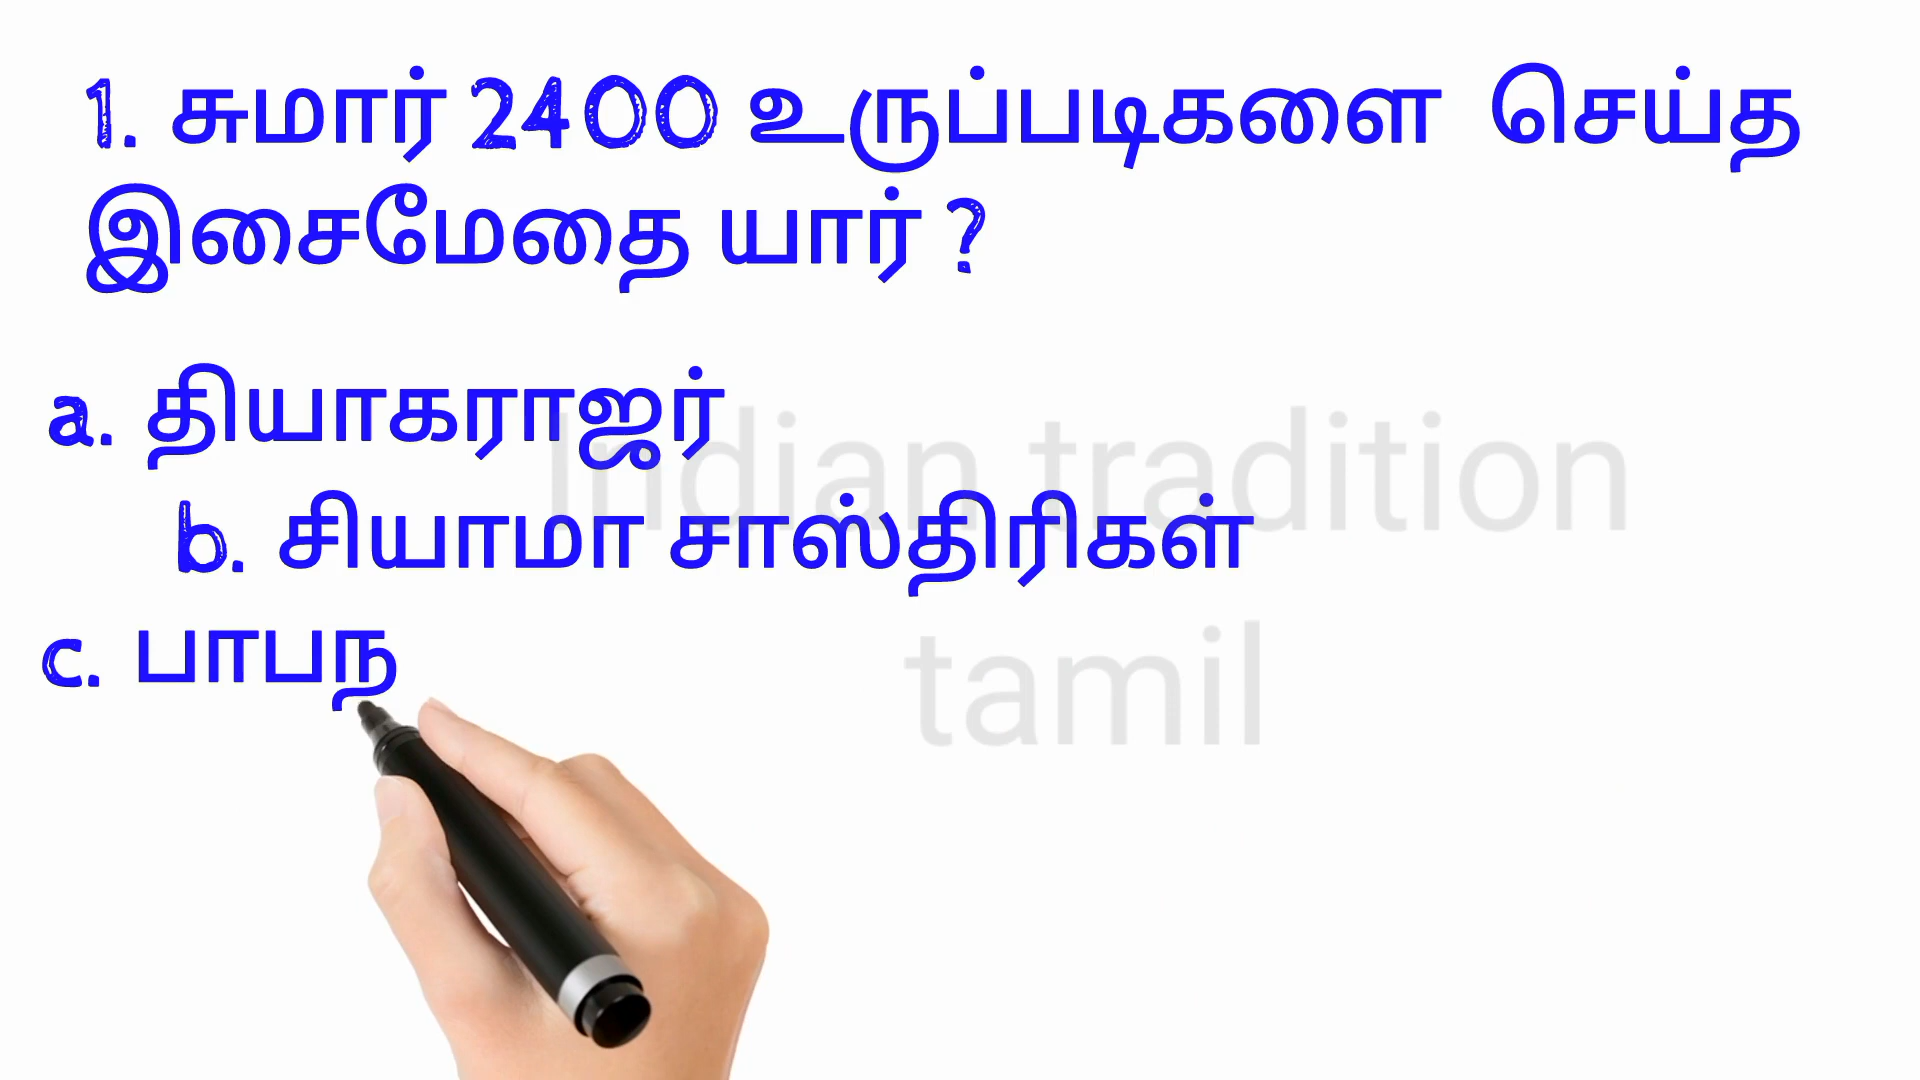 1. சுமார் 2400 உருப்படிகளை செய்த
இசைமேதை யார் ?
a. தியாகராஜர்
Indian tradition
b. சியாமா சாஸ்திரிகள்
c. பாபந
tamil